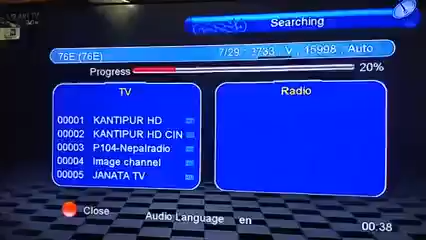 Searching
76E (76E) 7/29 3733 V, 15998, Auto
Progress 20%
TV
00001 KANTIPUR HD
00002 KANTIPUR HD CIN
00003 P104-Nepalradio
00004 Image channel
00005 JANATA TV
Radio
Close Audio Language en
00:38